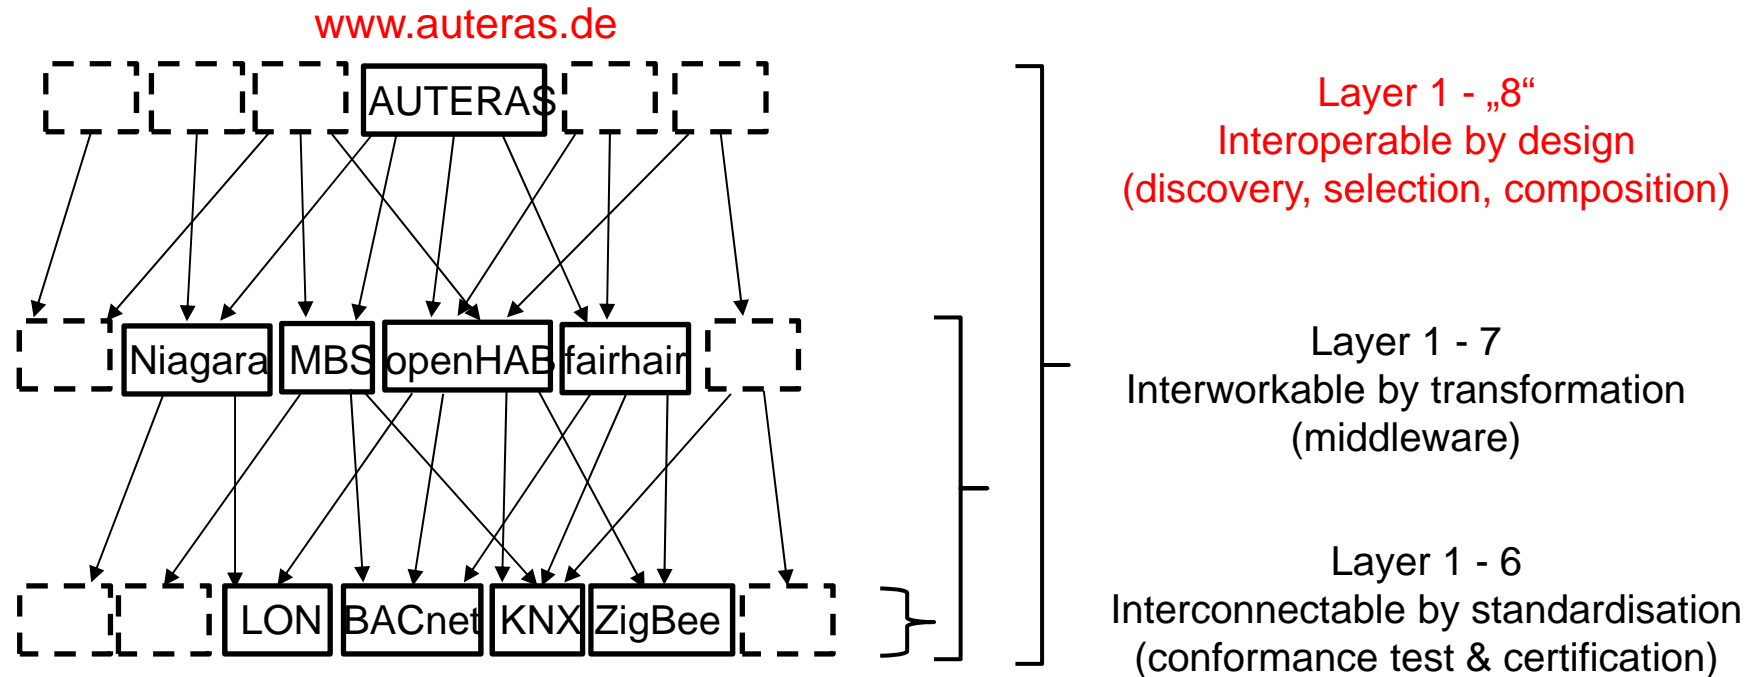 www.auteras.de
AUTERAS
Layer 1 - „8“
Interoperable by design
(discovery, selection, composition)
Niagara
MBS
openHAB
fairhair
Layer 1 - 7
Interworkable by transformation
(middleware)
LON
BACnet
KNX
ZigBee
Layer 1 - 6
Interconnectable by standardisation
(conformance test & certification)